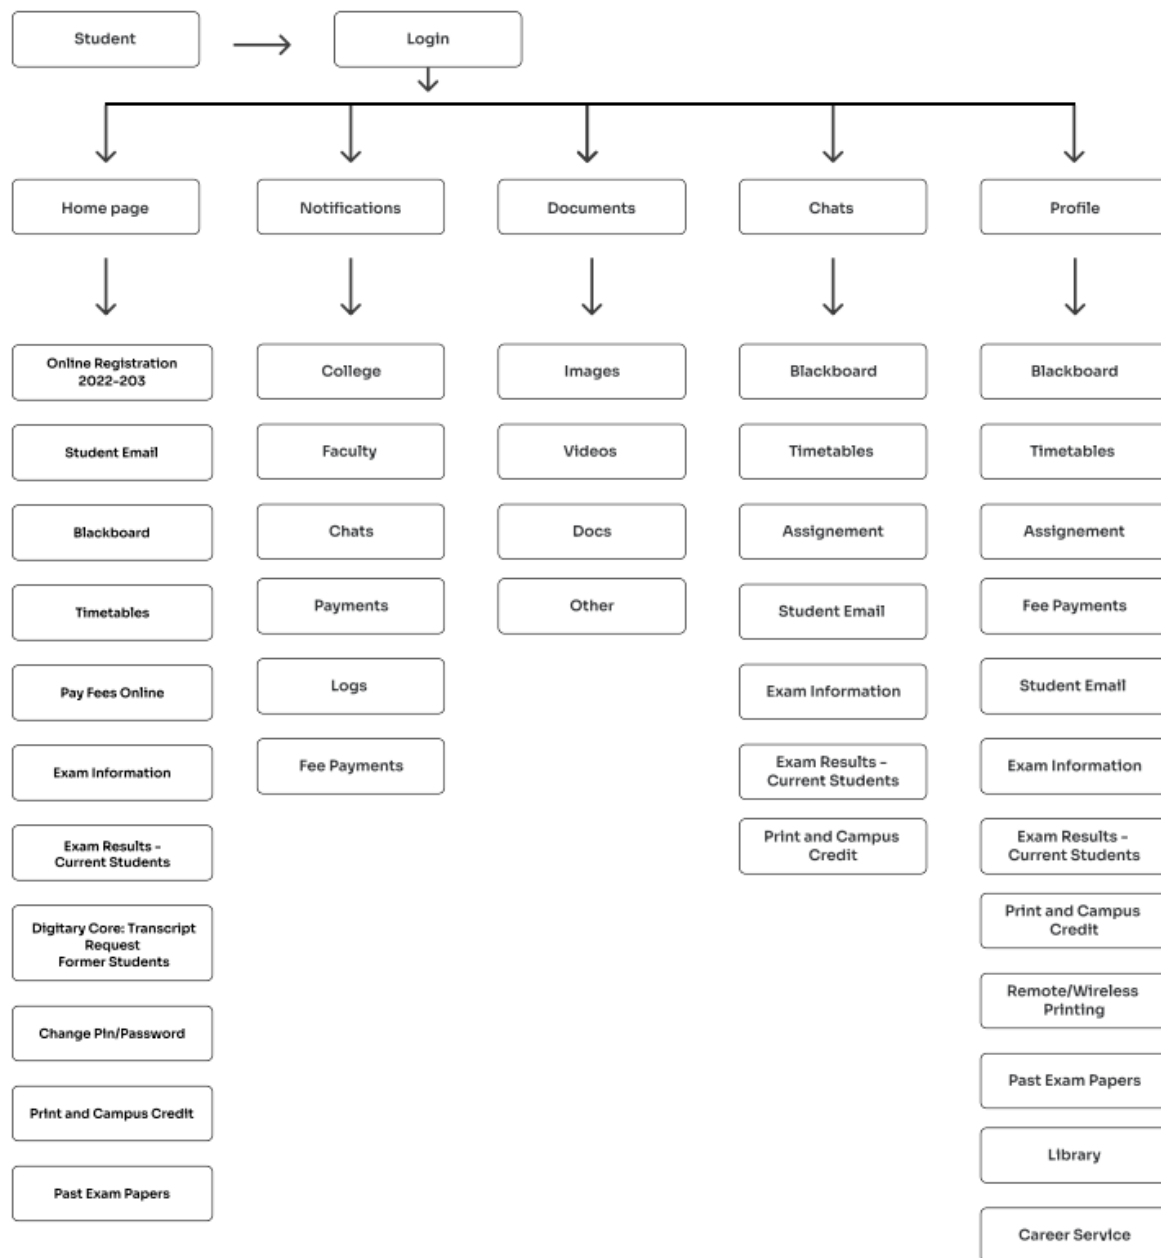 Student
Login
Home page
Notifications
Documents
Chats
Profile
Online Registration
2022-203
Student Email
Blackboard
Timetables
Pay Fees Online
Exam Information
Exam Results -
Current Students
Digitary Core: Transcript
Request
Former Students
Change Pin/Password
Print and Campus Credit
Past Exam Papers
College
Faculty
Chats
Payments
Logs
Fee Payments
Images
Videos
Docs
Other
Blackboard
Timetables
Assignement
Student Email
Exam Information
Exam Results -
Current Students
Print and Campus
Credit
Blackboard
Timetables
Assignement
Fee Payments
Student Email
Exam Information
Exam Results -
Current Students
Print and Campus
Credit
Remote/Wireless
Printing
Past Exam Papers
Library
Career Service